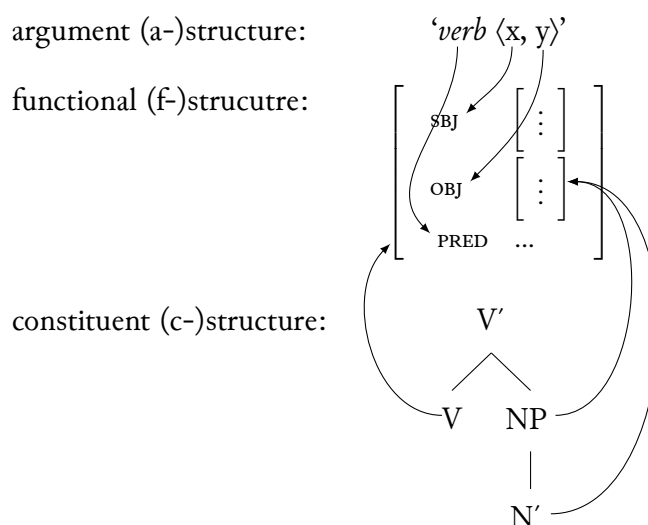 argument (a-)structure: ‘verb ⟨x, y⟩’
functional (f-)strucutre:
SBJ ⋮
OBJ ⋮
PRED ...
constituent (c-)structure: V′
V NP
N′